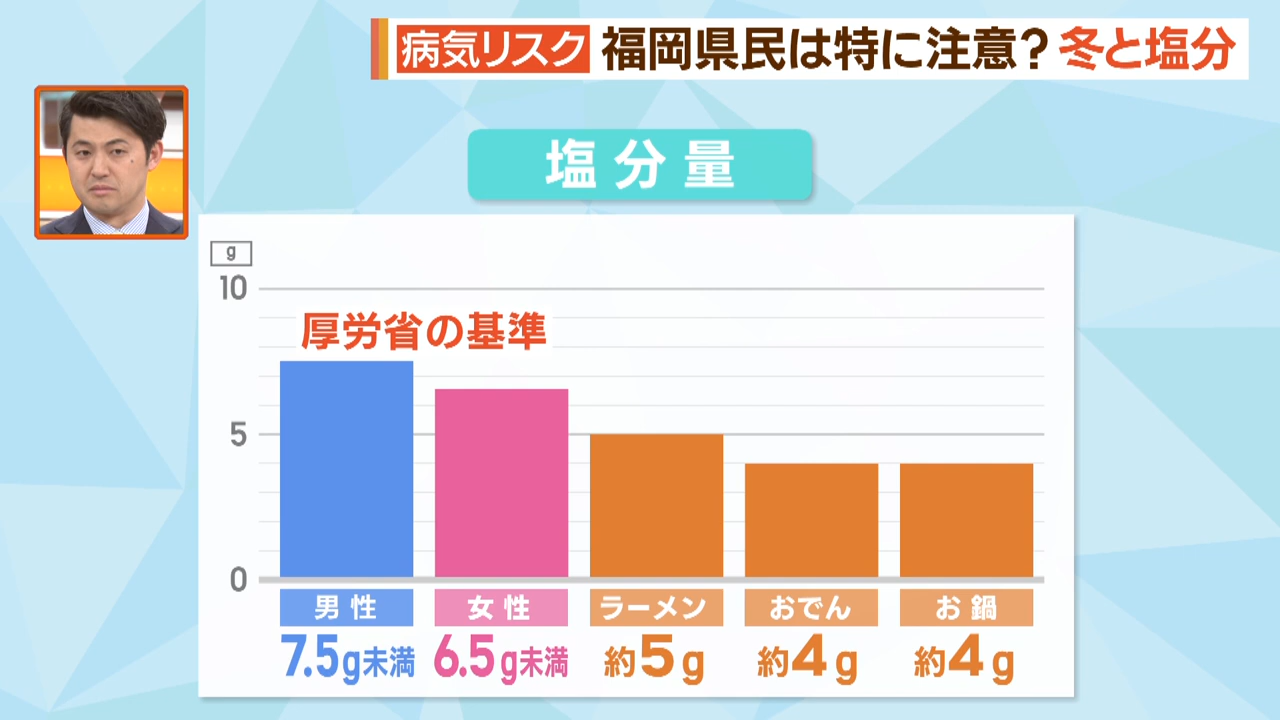 病気リスク 福岡県民は特に注意？冬と塩分
塩分量
g
10
厚労省の基準
5
0
男性 女性 ラーメン おでん お鍋
7.5g未満 6.5g未満 約5g 約4g 約4g